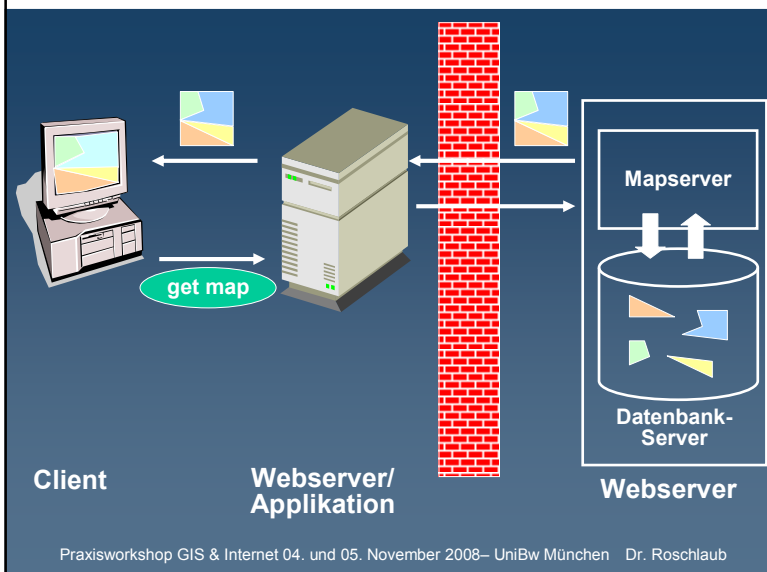 get map
Mapserver
Datenbank-
Server
Client
Webserver/
Applikation
Webserver
Praxisworkshop GIS & Internet 04. und 05. November 2008– UniBw München Dr. Roschlaub